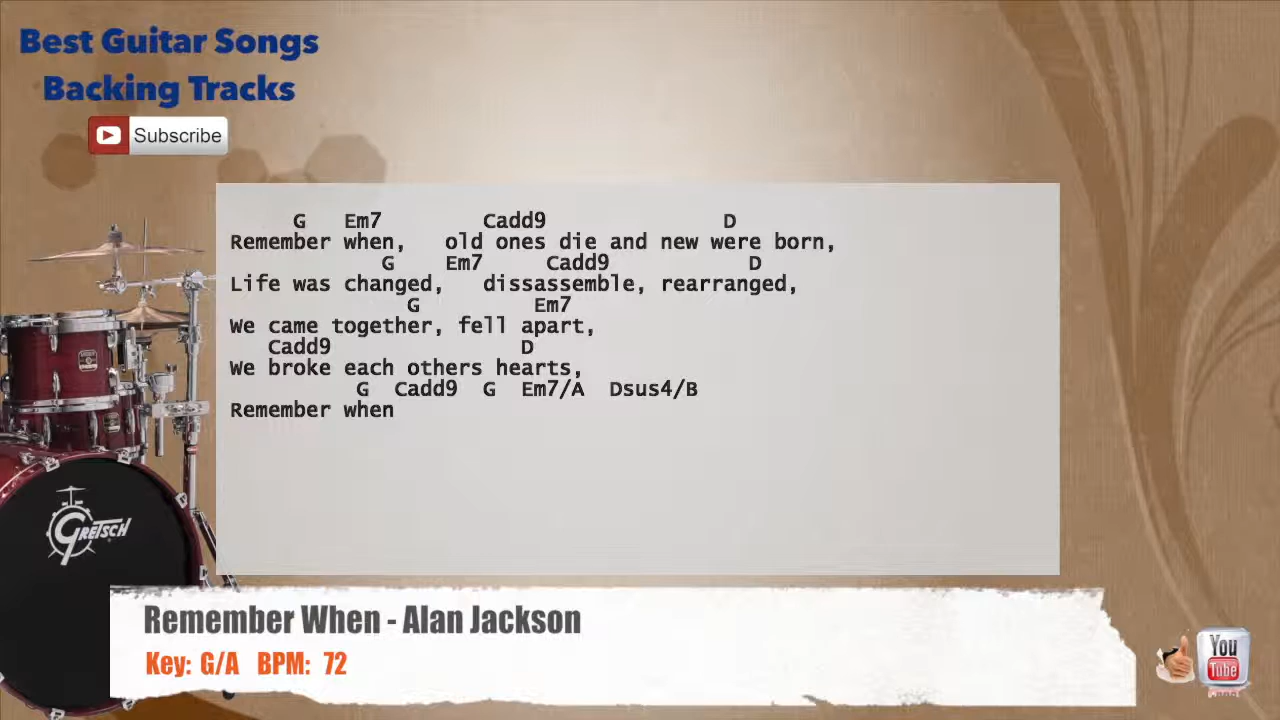 Best Guitar Songs
Backing Tracks
Subscribe
G Em7 Cadd9 D
Remember when, old ones die and new were born,
G Em7 Cadd9 D
Life was changed, dissassemble, rearranged,
G Em7
We came together, fell apart,
Cadd9 D
We broke each others hearts,
G Cadd9 G Em7/A Dsus4/B
Remember when
GRETSCH
Remember When - Alan Jackson
Key: G/A BPM: 72
You
Tube